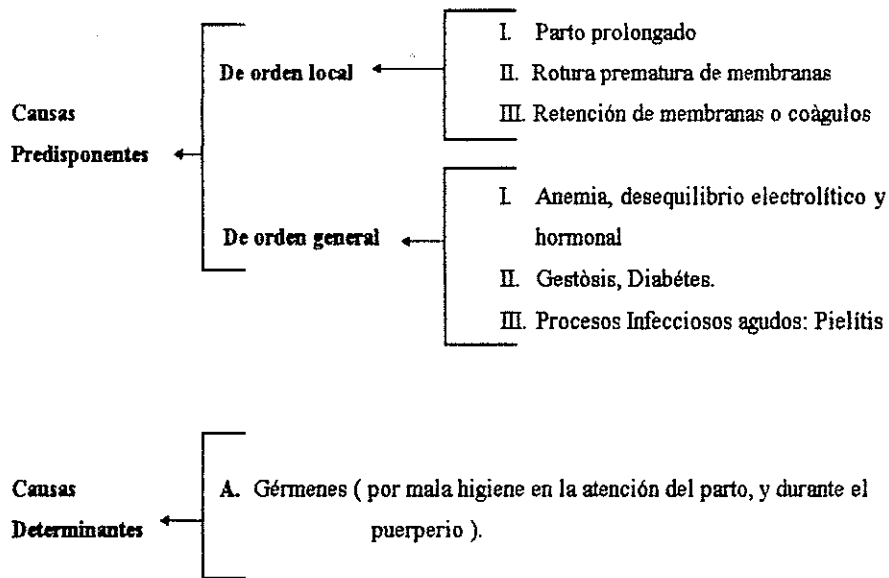 Causas
Predisponentes
De orden local
I. Parto prolongado
II. Rotura prematura de membranas
III. Retención de membranas o coàgulos
De orden general
I. Anemia, desequilibrio electrolítico y
hormonal
II. Gestòsis, Diabétes.
III. Procesos Infecciosos agudos: Pielítis
Causas
Determinantes
A. Gérmenes ( por mala higiene en la atención del parto, y durante el
puerperio ).